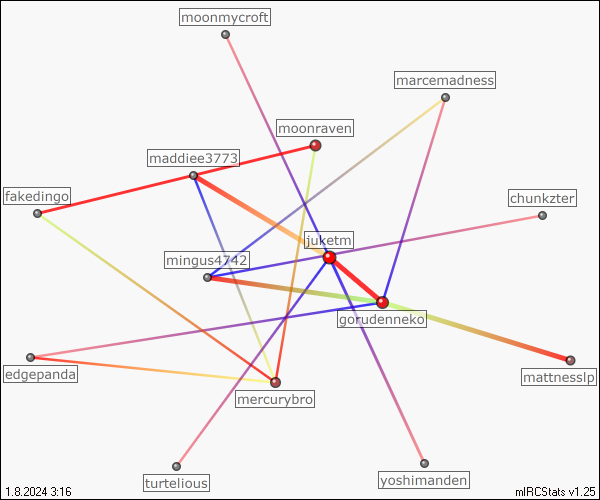 moonmycroft
marcemadness
moonraven
maddiee3773
fakedingo
chunkzter
juketm
mingus4742
gorudenneko
edgepanda
mattnesslp
mercurybro
turtelious
yoshimanden
1.8.2024 3:16
mIRCStats v1.25